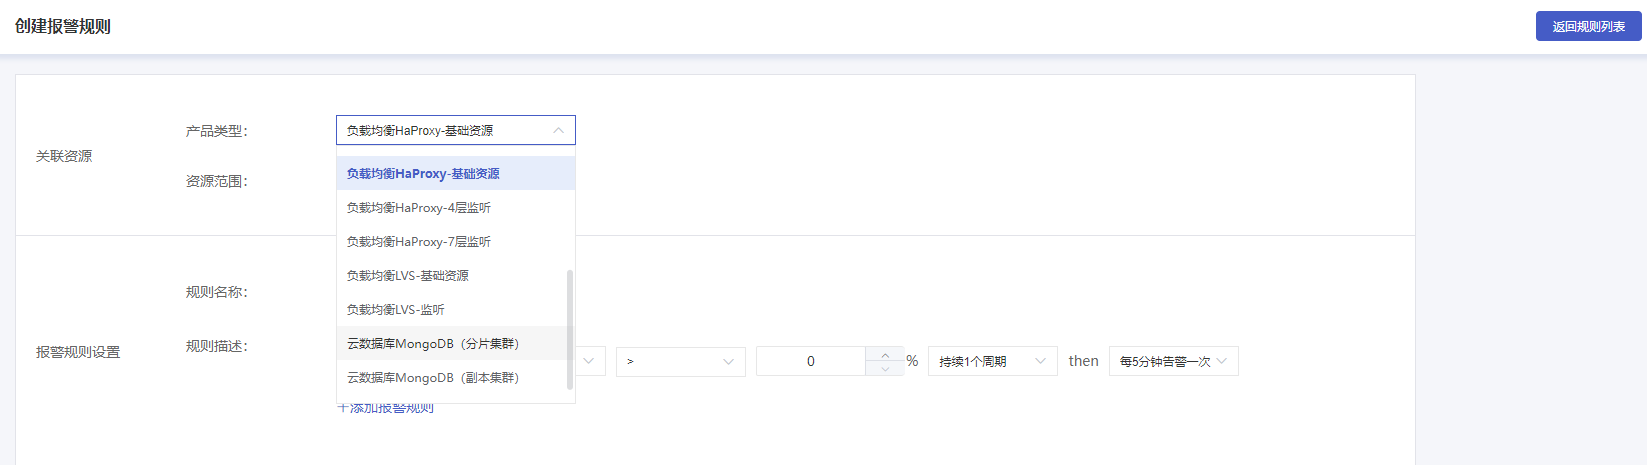 创建报警规则
返回规则列表
产品类型：
负载均衡HaProxy-基础资源
关联资源
资源范围：
负载均衡HaProxy-基础资源
负载均衡HaProxy-4层监听
负载均衡HaProxy-7层监听
负载均衡LVS-基础资源
负载均衡LVS-监听
云数据库MongoDB（分片集群）
云数据库MongoDB（副本集群）
规则名称：
报警规则设置
规则描述：
> 0 % 持续1个周期 then 每5分钟告警一次
+添加报警规则